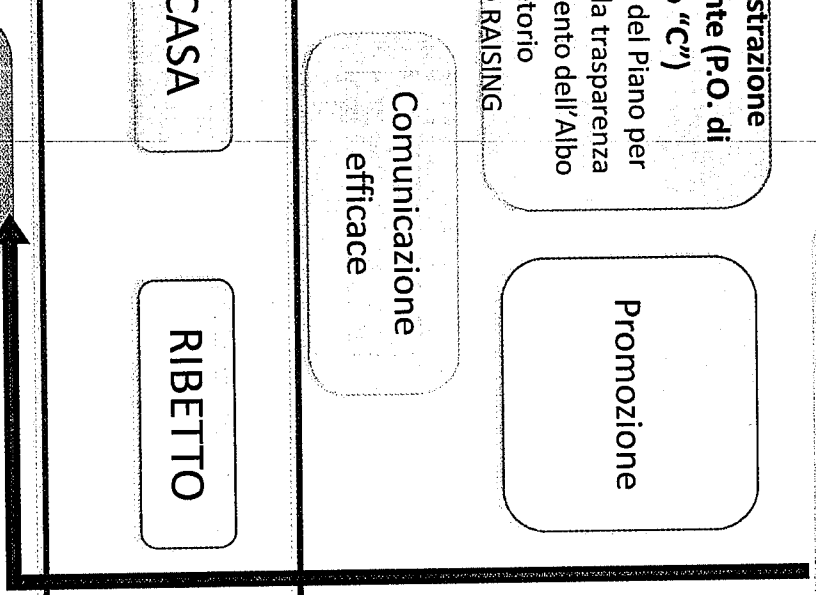 strazione
nte (P.O. di
o "C")
del Piano per
la trasparenza
ento dell'Albo
torio
RAISING
Promozione
Comunicazione
efficace
CASA
RIBETTO